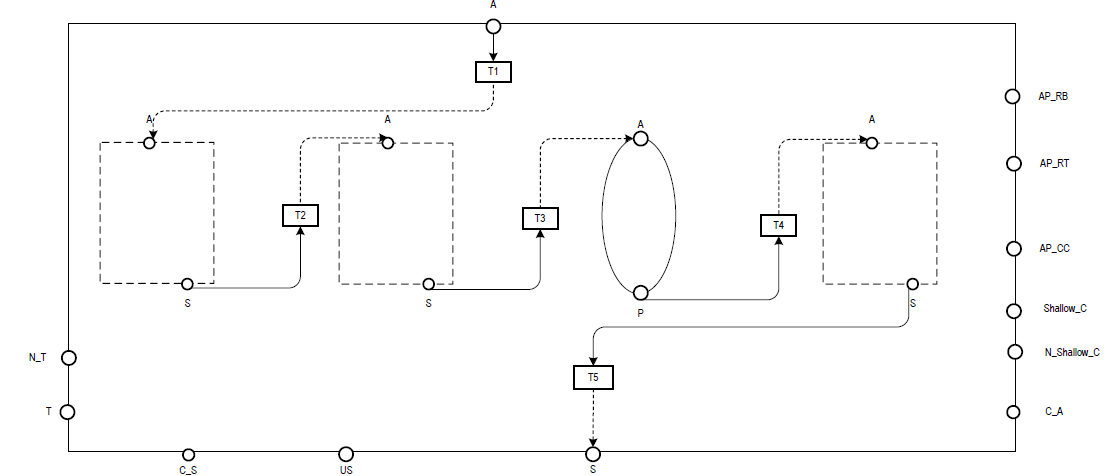 A
T1
AP_RB
A
A
A
A
AP_RT
T2
T3
T4
AP_CC
S
S
P
S
Shallow_C
N_T
N_Shallow_C
T5
T
C_A
C_S
US
S